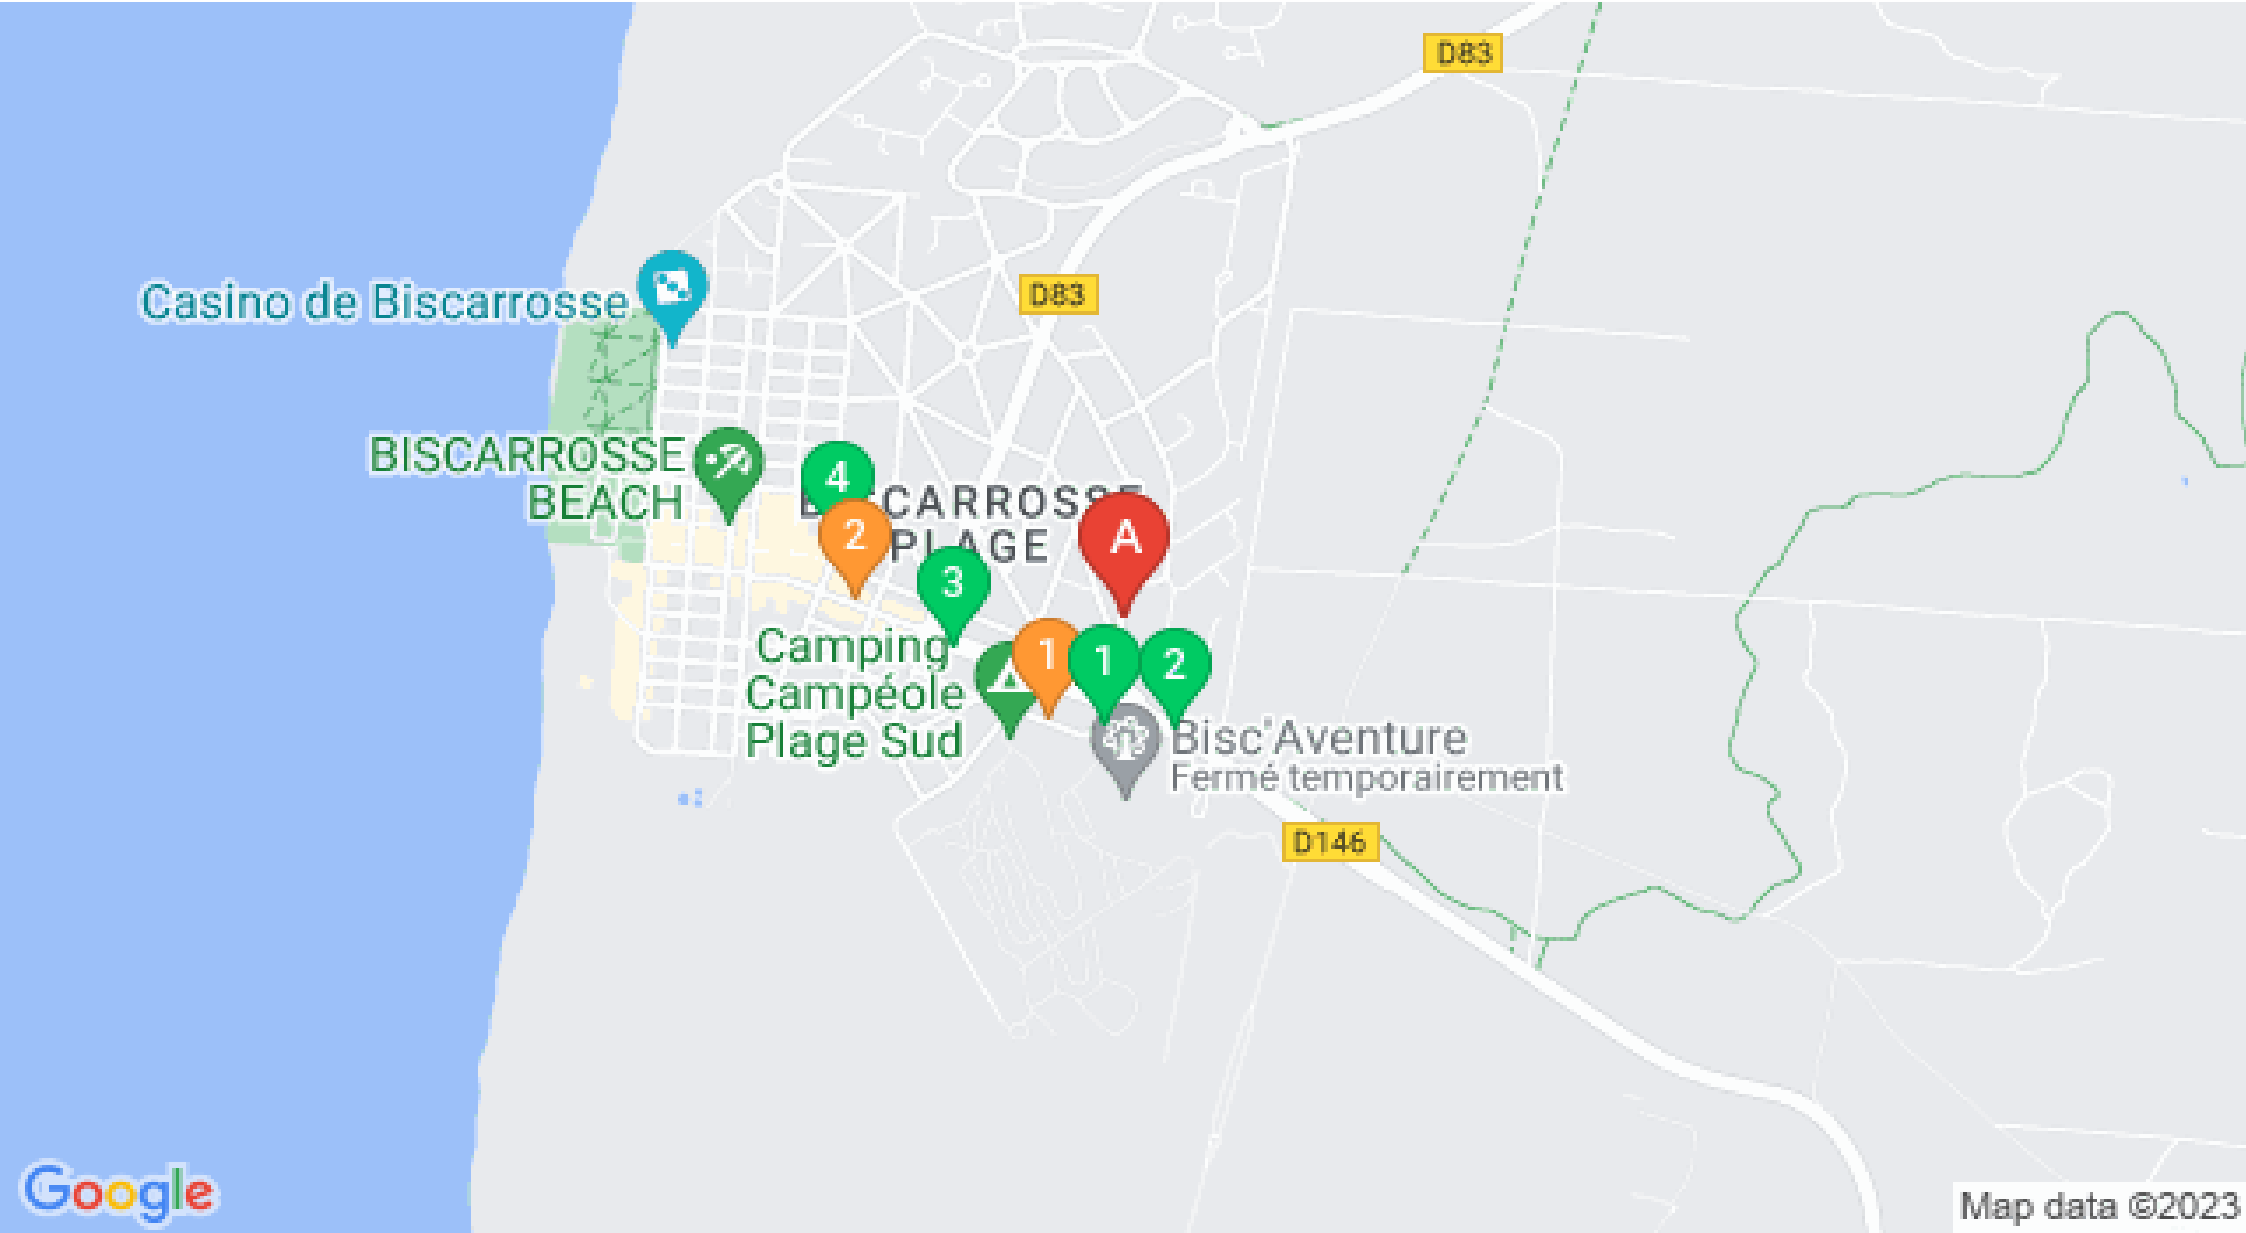 D83
Casino de Biscarrosse
D83
BISCARROSSE
BEACH
4
BISCARROSSE
PLAGE
2
A
3
Camping
Campéole
Plage Sud
1
1
2
Bisc'Aventure
Fermé temporairement
D146
Google
Map data ©2023